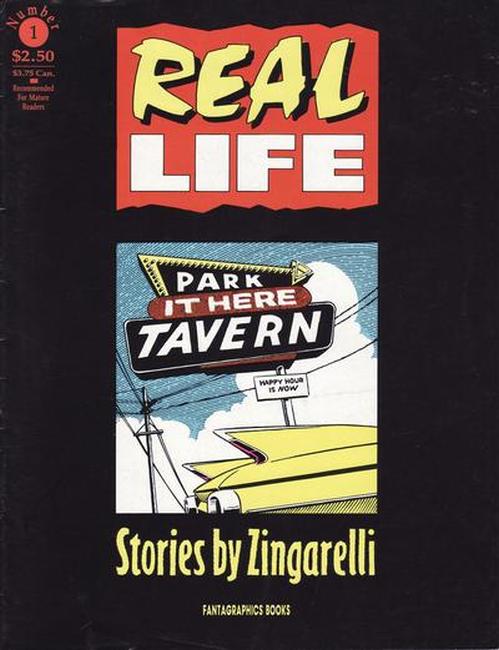 Number
1
$2.50
$3.75 Can.
Recommended
For Mature
Readers
REAL
LIFE
PARK
IT HERE
TAVERN
HAPPY HOUR
IS NOW
Stories by Zingarelli
FANTAGRAPHICS BOOKS